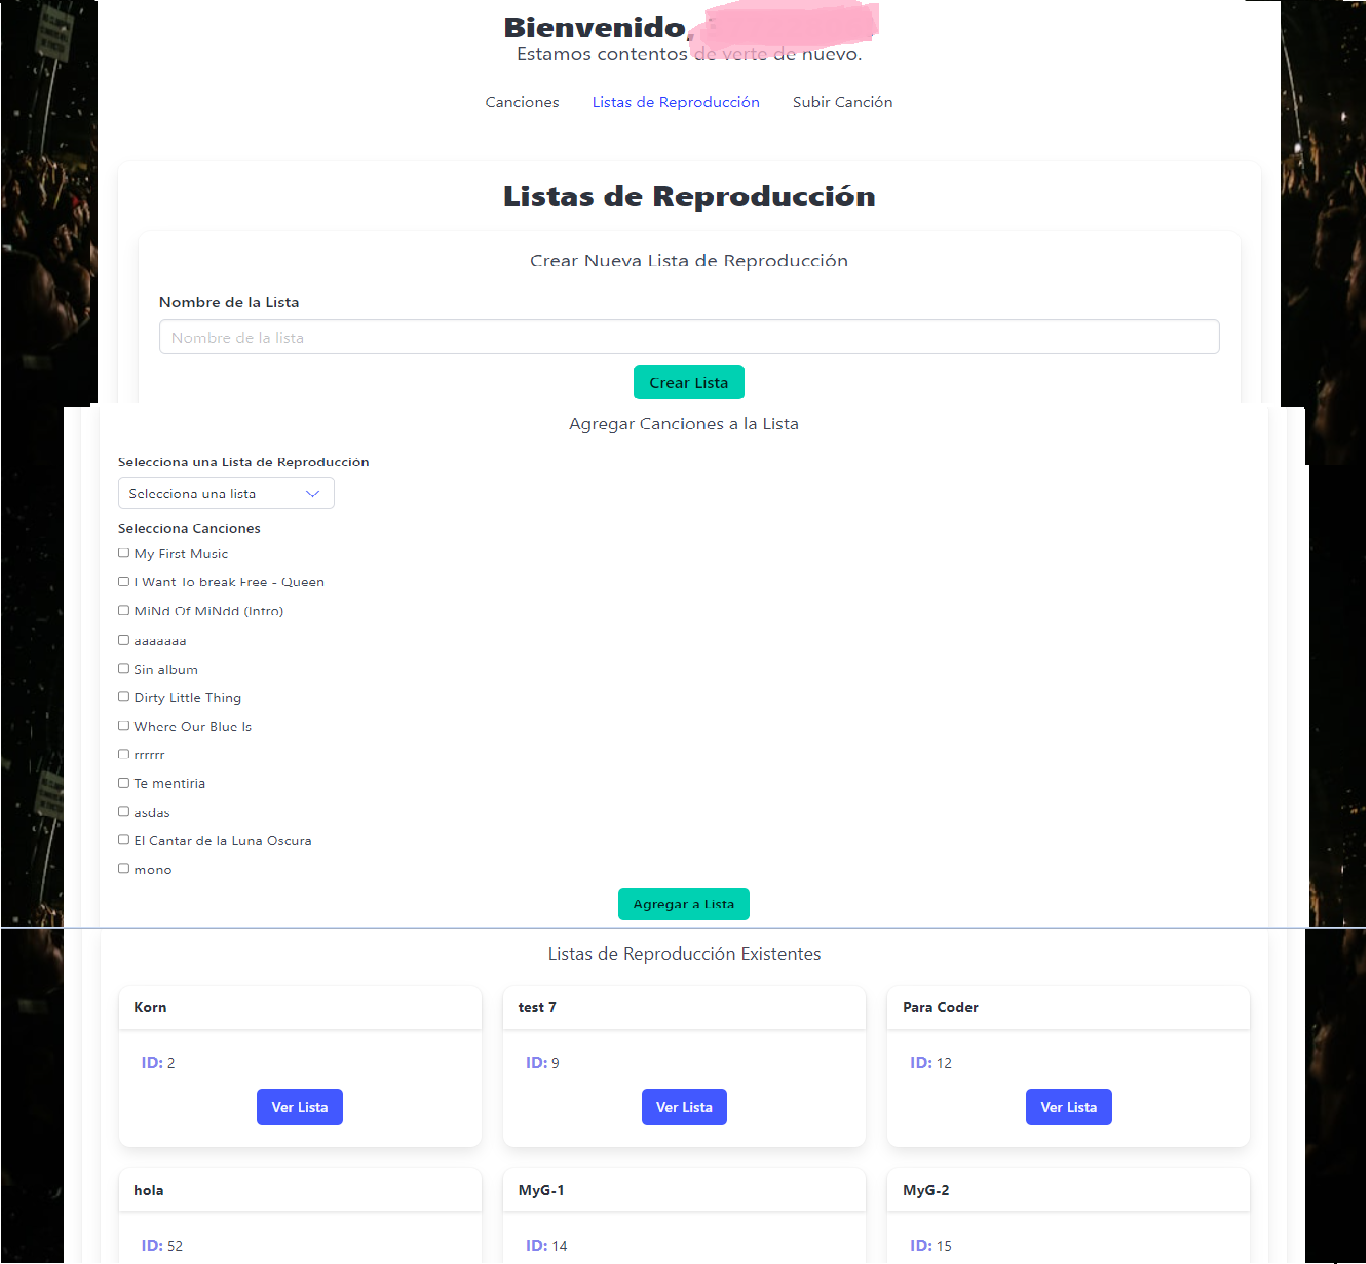 Bienvenido,
Estamos contentos de verte de nuevo.
Canciones Listas de Reproducción Subir Canción
Listas de Reproducción
Crear Nueva Lista de Reproducción
Nombre de la Lista
Nombre de la lista
Crear Lista
Agregar Canciones a la Lista
Selecciona una Lista de Reproducción
Selecciona una lista
Selecciona Canciones
My First Music
I Want To break Free - Queen
MiNd Of MiiNdd (Intro)
aaaaaaa
Sin album
Dirty Little Thing
Where Our Blue Is
rrrrrr
Te mentiria
asdas
El Cantar de la Luna Oscura
mono
Agregar a Lista
Listas de Reproducción Existentes
Korn test 7 Para Coder
ID: 2 ID: 9 ID: 12
Ver Lista Ver Lista Ver Lista
hola MyG-1 MyG-2
ID: 52 ID: 14 ID: 15